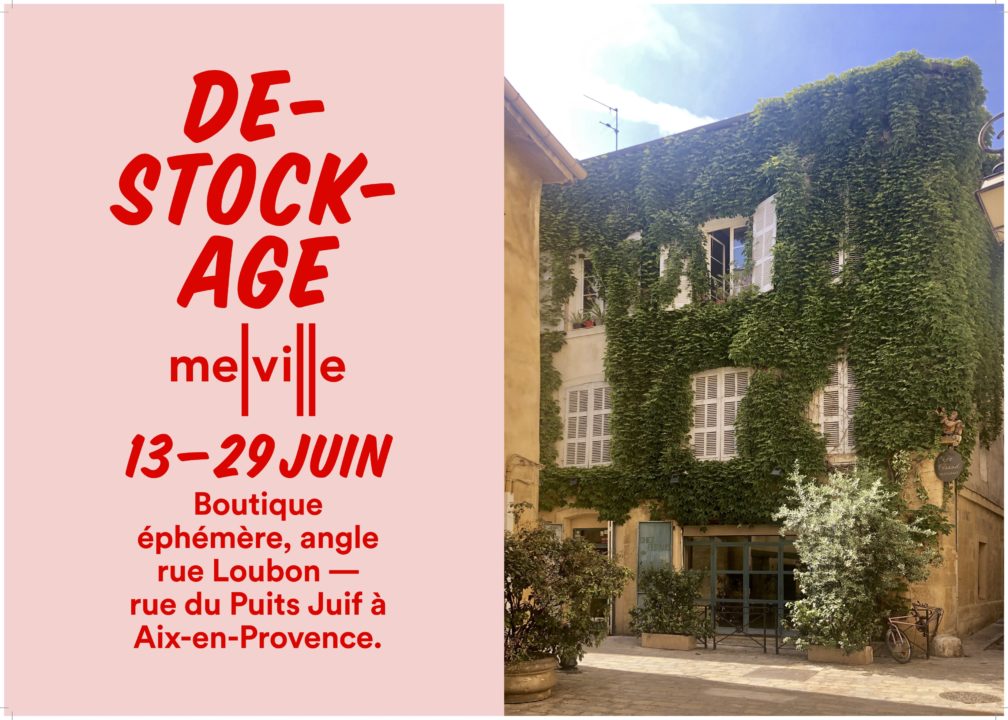 DE-
STOCK-
AGE
melville
13–29 JUIN
Boutique
éphémère, angle
rue Loubon —
rue du Puits Juif à
Aix-en-Provence.
CHEZ